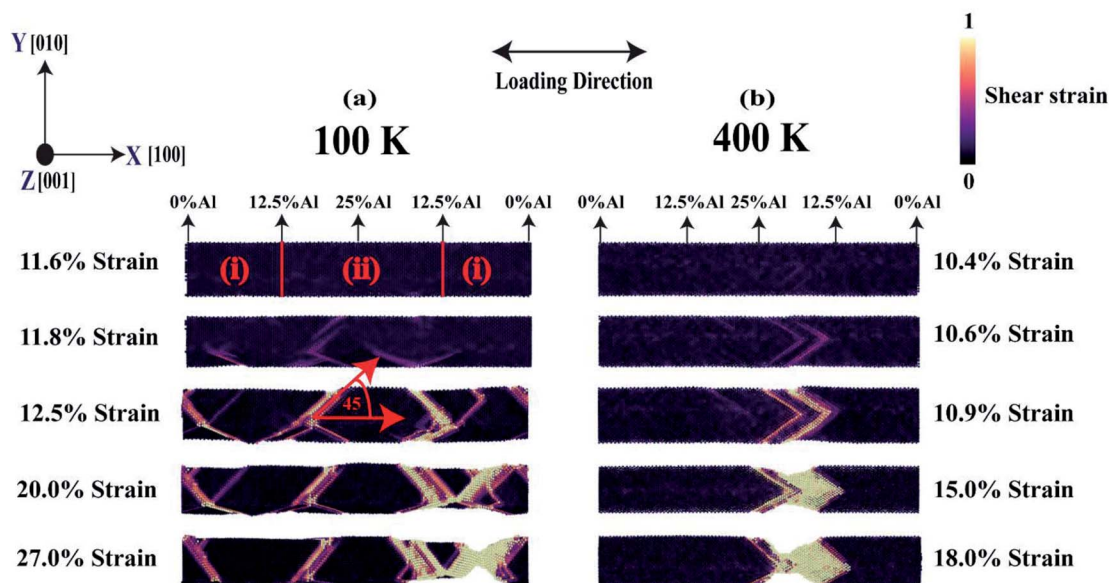 1
Y [010]
Loading Direction
Shear strain
(a)
(b)
100 K
400 K
X [100]
Z [001]
0
0%Al 12.5%Al 25%Al 12.5%Al 0%Al
0%Al 12.5%Al 25%Al 12.5%Al 0%Al
11.6% Strain
(i) (ii) (i)
10.4% Strain
11.8% Strain
10.6% Strain
12.5% Strain
45
10.9% Strain
20.0% Strain
15.0% Strain
27.0% Strain
18.0% Strain